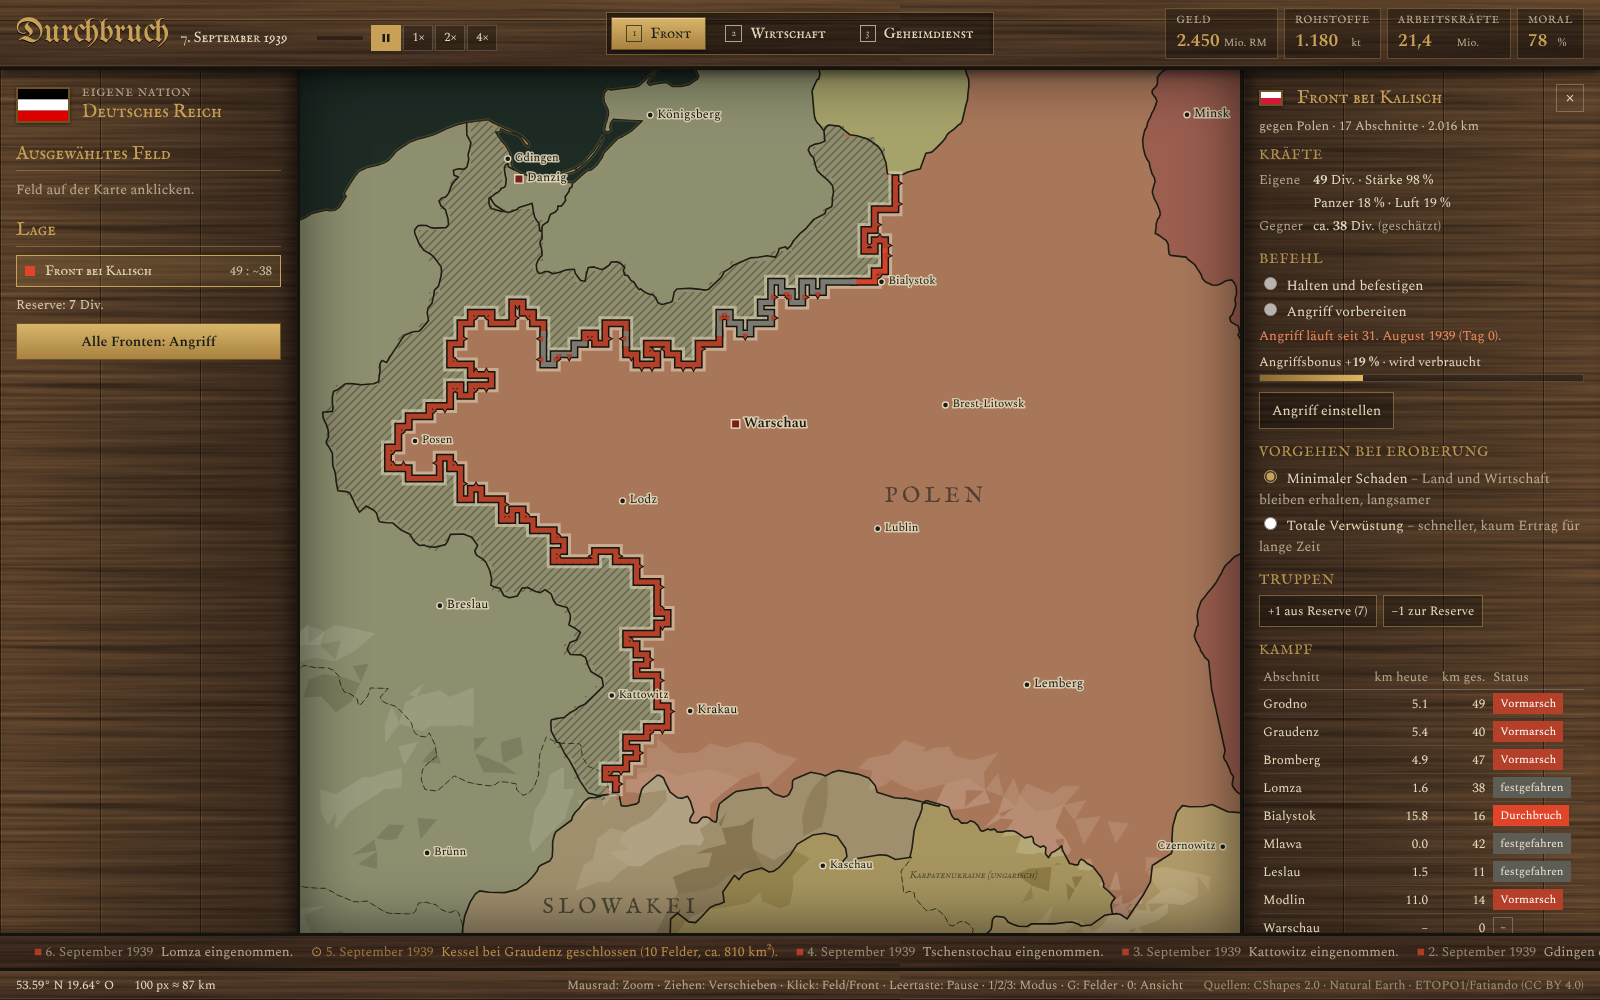 Durchbruch
7. September 1939
1×
2×
4×
1 Front
2 Wirtschaft
3 Geheimdienst
GELD
2.450 Mio. RM
ROHSTOFFE
1.180 kt
ARBEITSKRÄFTE
21,4 Mio.
MORAL
78 %
EIGENE NATION
Deutsches Reich
Ausgewähltes Feld
Feld auf der Karte anklicken.
Lage
Front bei Kalisch 49 : ~38
Reserve: 7 Div.
Alle Fronten: Angriff
Königsberg
Minsk
Gdingen
Danzig
Bialystok
Brest-Litowsk
Warschau
Posen
POLEN
Lodz
Lublin
Breslau
Lemberg
Kattowitz
Krakau
Czernowitz
Brünn
Kaschau
Karpatenukraine (ungarisch)
SLOWAKEI
Front bei Kalisch
×
gegen Polen · 17 Abschnitte · 2.016 km
KRÄFTE
Eigene 49 Div. · Stärke 98 %
Panzer 18 % · Luft 19 %
Gegner ca. 38 Div. (geschätzt)
BEFEHL
Halten und befestigen
Angriff vorbereiten
Angriff läuft seit 31. August 1939 (Tag 0).
Angriffsbonus +19 % · wird verbraucht
Angriff einstellen
VORGEHEN BEI EROBERUNG
Minimaler Schaden – Land und Wirtschaft
bleiben erhalten, langsamer
Totale Verwüstung – schneller, kaum Ertrag für
lange Zeit
TRUPPEN
+1 aus Reserve (7)
−1 zur Reserve
KAMPF
Abschnitt km heute km ges. Status
Grodno 5.1 49 Vormarsch
Graudenz 5.4 40 Vormarsch
Bromberg 4.9 47 Vormarsch
Lomza 1.6 38 festgefahren
Bialystok 15.8 16 Durchbruch
Mlawa 0.0 42 festgefahren
Leslau 1.5 11 festgefahren
Modlin 11.0 14 Vormarsch
Warschau – 0 –
6. September 1939 Lomza eingenommen. 5. September 1939 Kessel bei Graudenz geschlossen (10 Felder, ca. 810 km²). 4. September 1939 Tschenstochau eingenommen. 3. September 1939 Kattowitz eingenommen. 2. September 1939 Gdingen
53.59° N 19.64° O 100 px ≈ 87 km
Mausrad: Zoom · Ziehen: Verschieben · Klick: Feld/Front · Leertaste: Pause · 1/2/3: Modus · G: Felder · 0: Ansicht
Quellen: CShapes 2.0 · Natural Earth · ETOPO1/Fatiando (CC BY 4.0)